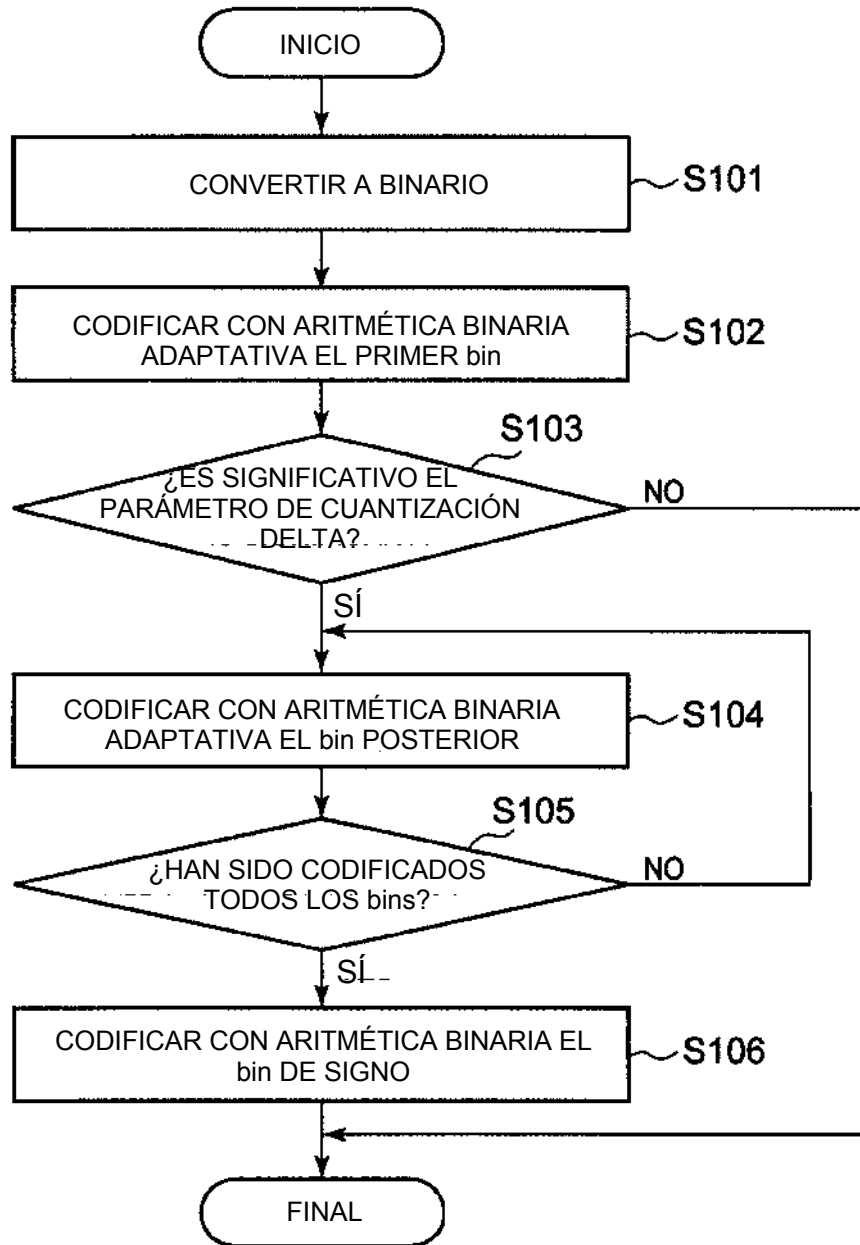 INICIO
CONVERTIR A BINARIO
S101
CODIFICAR CON ARITMÉTICA BINARIA
ADAPTATIVA EL PRIMER bin
S102
S103
¿ES SIGNIFICATIVO EL
PARÁMETRO DE CUANTIZACIÓN
DELTA?
NO
SÍ
CODIFICAR CON ARITMÉTICA BINARIA
ADAPTATIVA EL bin POSTERIOR
S104
S105
¿HAN SIDO CODIFICADOS
TODOS LOS bins?
NO
SÍ
CODIFICAR CON ARITMÉTICA BINARIA EL
bin DE SIGNO
S106
FINAL